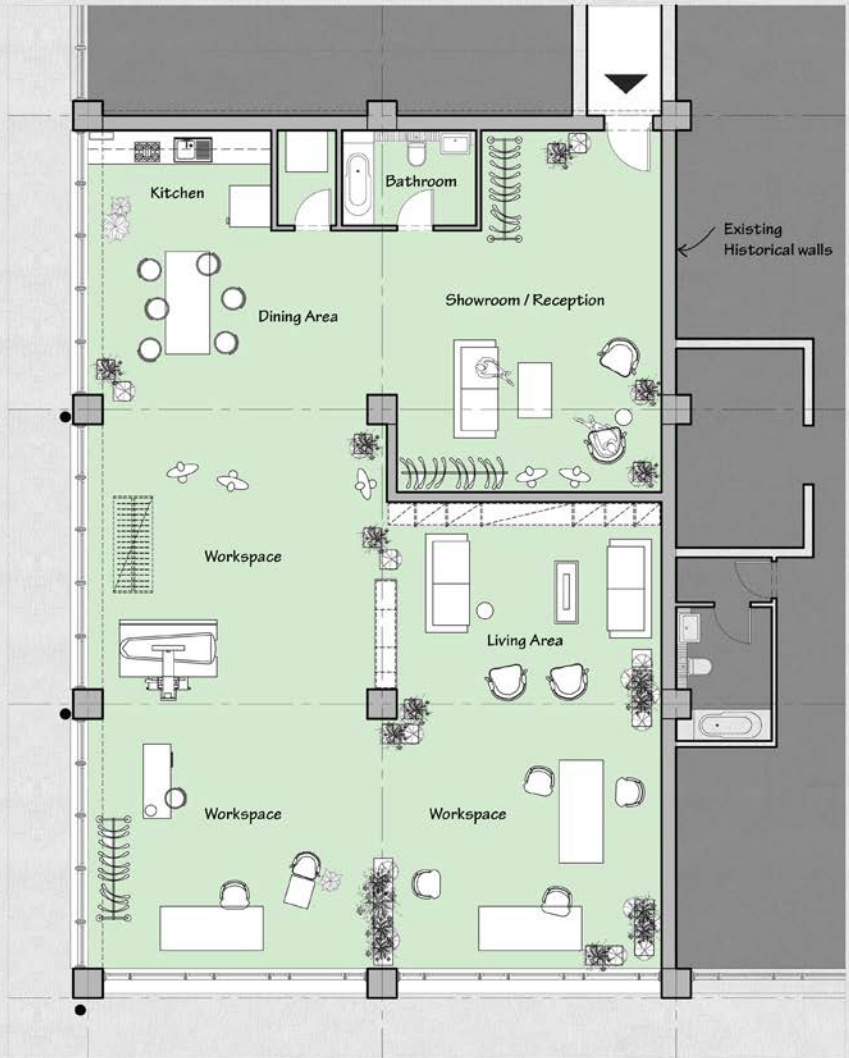 Kitchen
Bathroom
Existing
Historical walls
Showroom / Reception
Dining Area
Workspace
Living Area
Workspace
Workspace